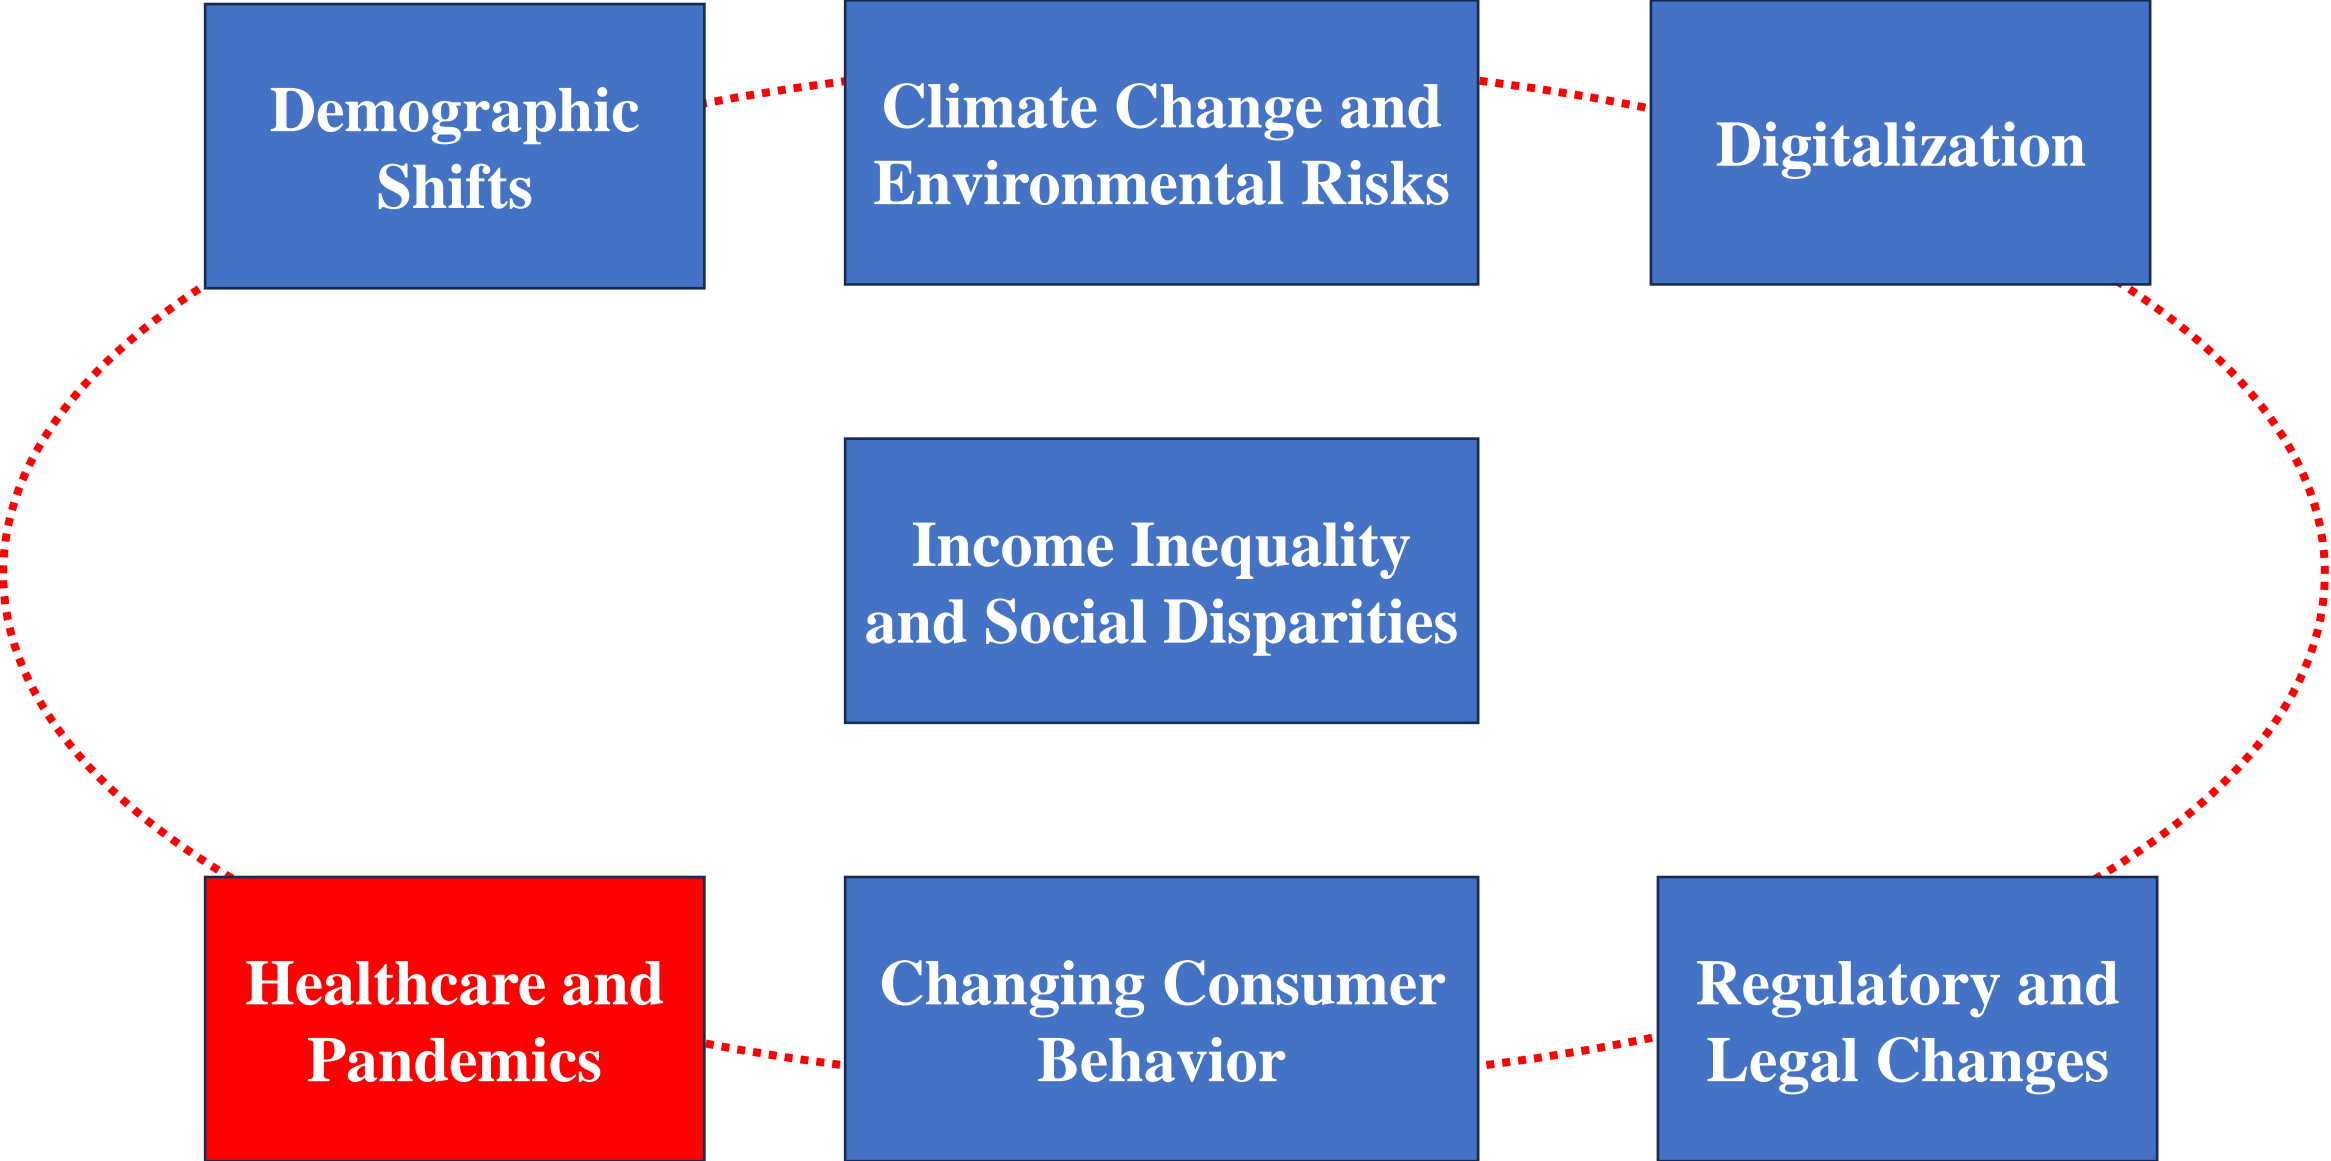 Demographic
Shifts
Climate Change and
Environmental Risks
Digitalization
Income Inequality
and Social Disparities
Healthcare and
Pandemics
Changing Consumer
Behavior
Regulatory and
Legal Changes